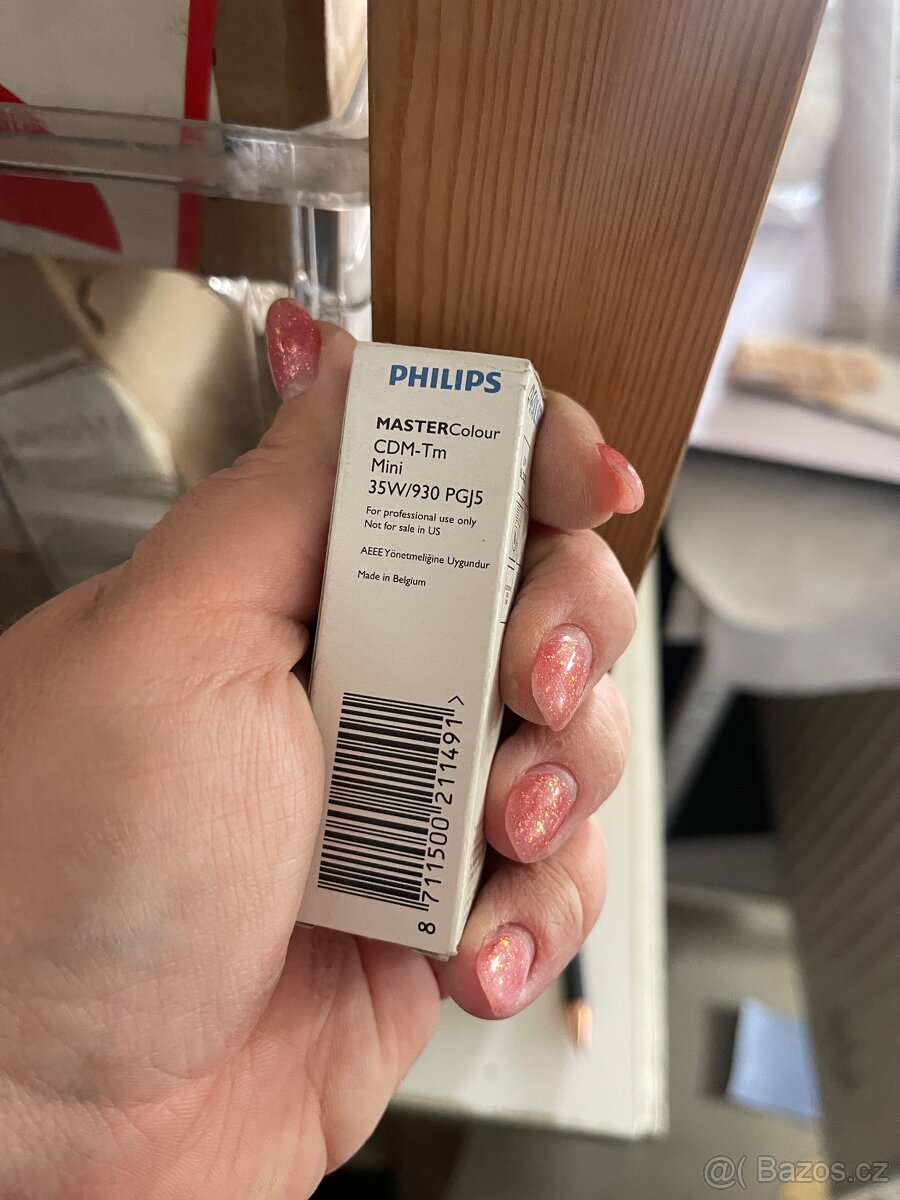 PHILIPS
MASTERColour
CDM-Tm
Mini
35W/930 PGJ5
For professional use only
Not for sale in US
AEEE Yönetmeliğine Uygundur
Made in Belgium
8 711500 211491 >
@( Bazos.cz